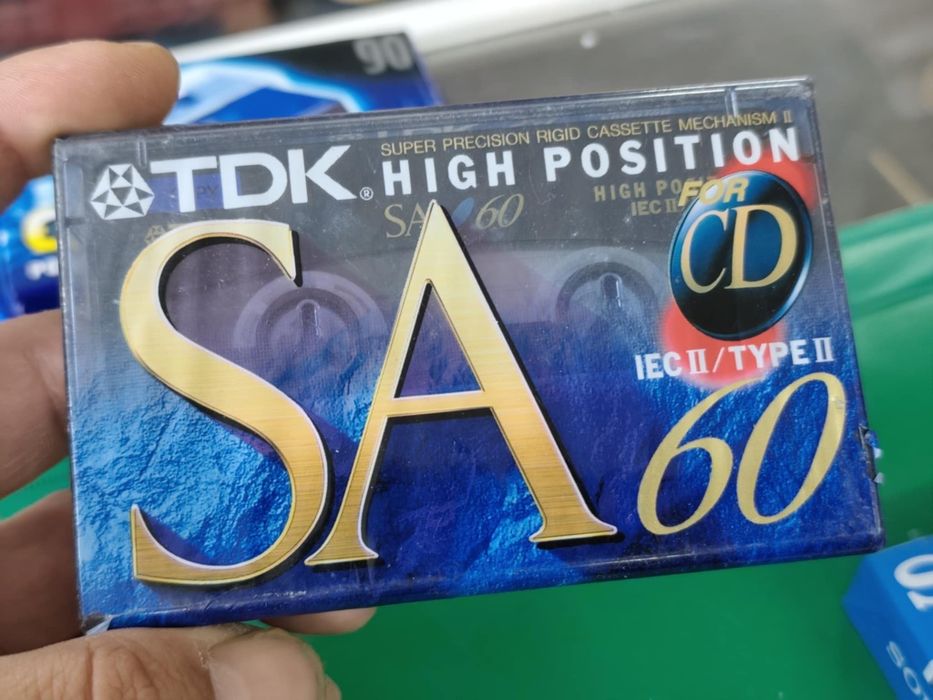 90
TDK®
SUPER PRECISION RIGID CASSETTE MECHANISM II
HIGH POSITION
HIGH
IEC II
SA 60
FOR
CD
IEC II / TYPE II
SA
60